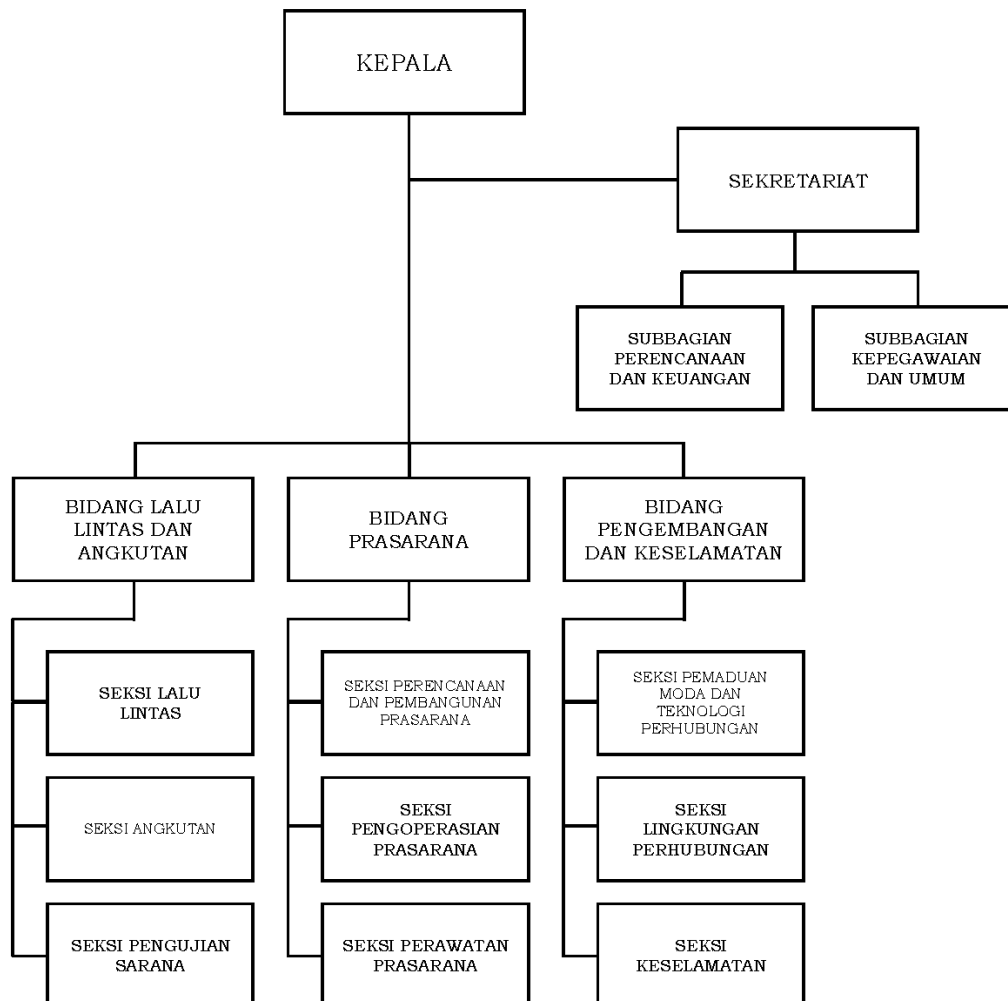 KEPALA
SEKRETARIAT
SUBBAGIAN
PERENCANAAN
DAN KEUANGAN
SUBBAGIAN
KEPEGAWAIAN
DAN UMUM
BIDANG LALU
LINTAS DAN
ANGKUTAN
BIDANG
PRASARANA
BIDANG
PENGEMBANGAN
DAN KESELAMATAN
SEKSI LALU
LINTAS
SEKSI PERENCANAAN
DAN PEMBANGUNAN
PRASARANA
SEKSI PEMADUAN
MODA DAN
TEKNOLOGI
PERHUBUNGAN
SEKSI ANGKUTAN
SEKSI
PENGOPERASIAN
PRASARANA
SEKSI
LINGKUNGAN
PERHUBUNGAN
SEKSI PENGUJIAN
SARANA
SEKSI PERAWATAN
PRASARANA
SEKSI
KESELAMATAN